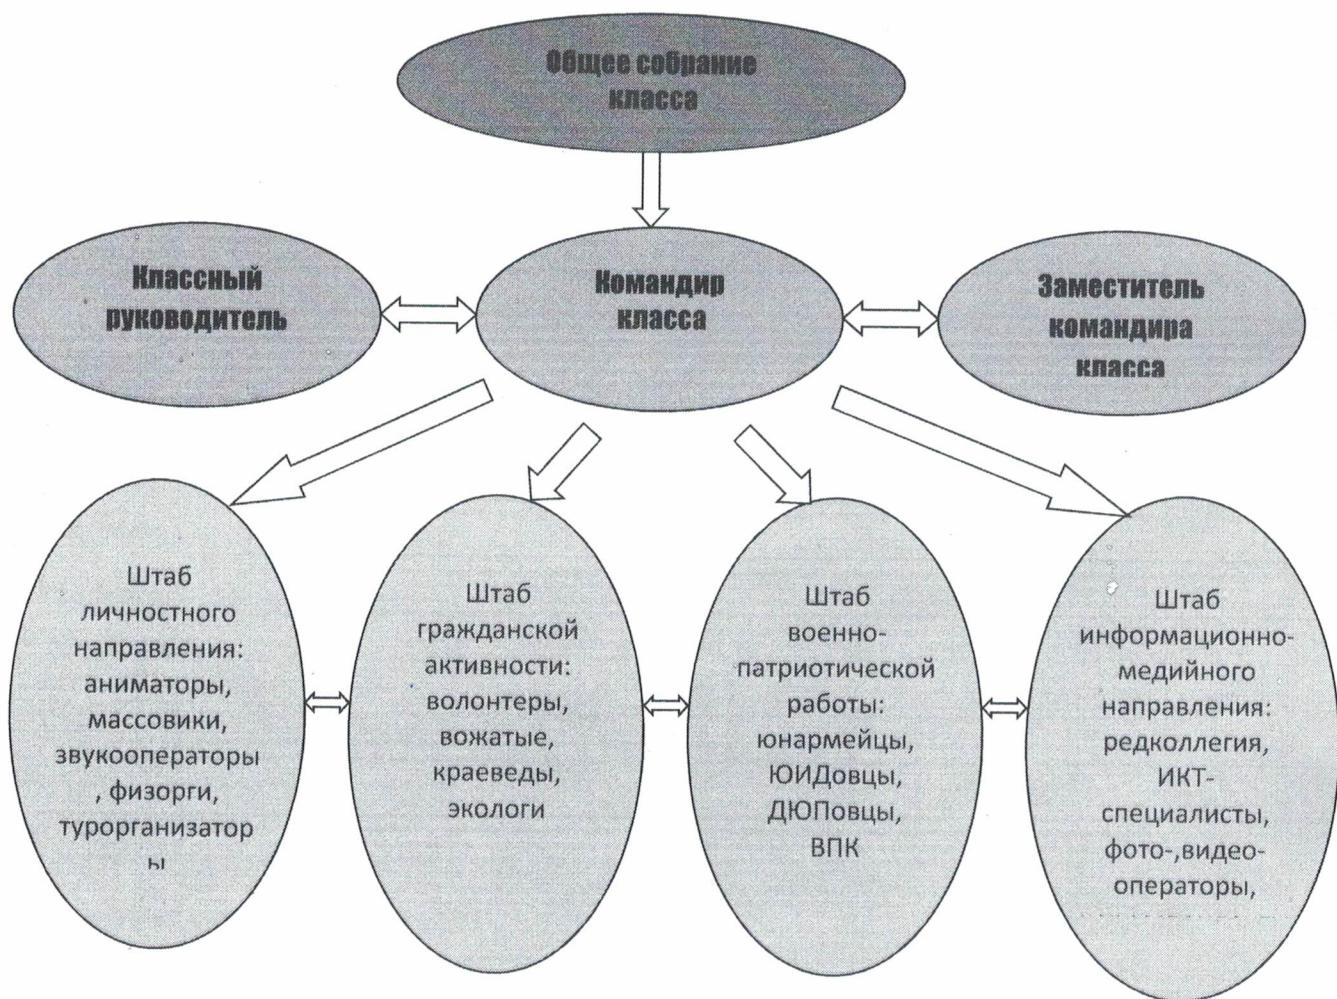 Общее собрание
класса
Классный
руководитель
Командир
класса
Заместитель
командира
класса
Штаб
личностного
направления:
аниматоры,
массовики,
звукооператоры
, физорги,
турорганизатор
ы
Штаб
гражданской
активности:
волонтеры,
вожатые,
краеведы,
экологи
Штаб
военно-
патриотической
работы:
юнармейцы,
ЮИДовцы,
ДЮПовцы,
ВПК
Штаб
информационно-
медийного
направления:
редколлегия,
ИКТ-
специалисты,
фото-,видео-
операторы,